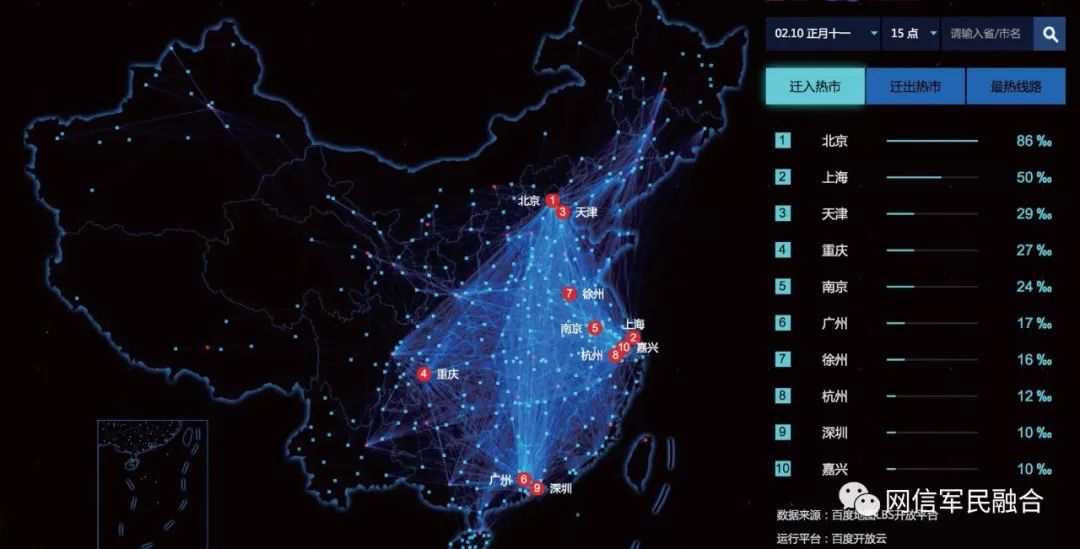 02.10 正月十一
15 点
请输入省/市名
迁入热市
迁出热市
最热线路
1 北京 86 ‰
2 上海 50 ‰
3 天津 29 ‰
4 重庆 27 ‰
5 南京 24 ‰
6 广州 17 ‰
7 徐州 16 ‰
8 杭州 12 ‰
9 深圳 10 ‰
10 嘉兴 10 ‰
北京 1
3 天津
7 徐州
南京 5
上海
2
10 嘉兴
杭州 8
4 重庆
广州 6
9 深圳
网信军民融合
数据来源：百度地图LBS开放平台
运行平台：百度开放云